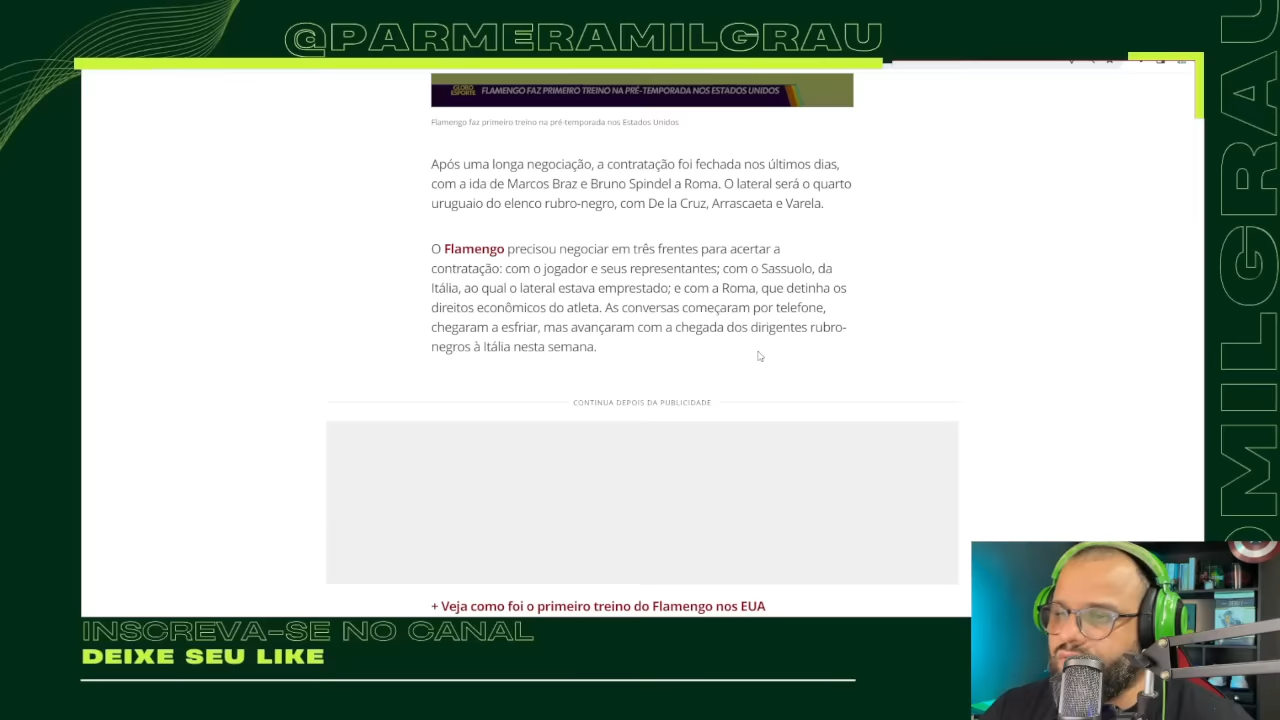 @PARMERAMILGRAU
GLOBO ESPORTE FLAMENGO FAZ PRIMEIRO TREINO NA PRÉ-TEMPORADA NOS ESTADOS UNIDOS
Flamengo faz primeiro treino na pré-temporada nos Estados Unidos
Após uma longa negociação, a contratação foi fechada nos últimos dias,
com a ida de Marcos Braz e Bruno Spindel a Roma. O lateral será o quarto
uruguaio do elenco rubro-negro, com De la Cruz, Arrascaeta e Varela.
O Flamengo precisou negociar em três frentes para acertar a
contratação: com o jogador e seus representantes; com o Sassuolo, da
Itália, ao qual o lateral estava emprestado; e com a Roma, que detinha os
direitos econômicos do atleta. As conversas começaram por telefone,
chegaram a esfriar, mas avançaram com a chegada dos dirigentes rubro-
negros à Itália nesta semana.
CONTINUA DEPOIS DA PUBLICIDADE
+ Veja como foi o primeiro treino do Flamengo nos EUA
INSCREVA-SE NO CANAL
DEIXE SEU LIKE
OMILGRAU